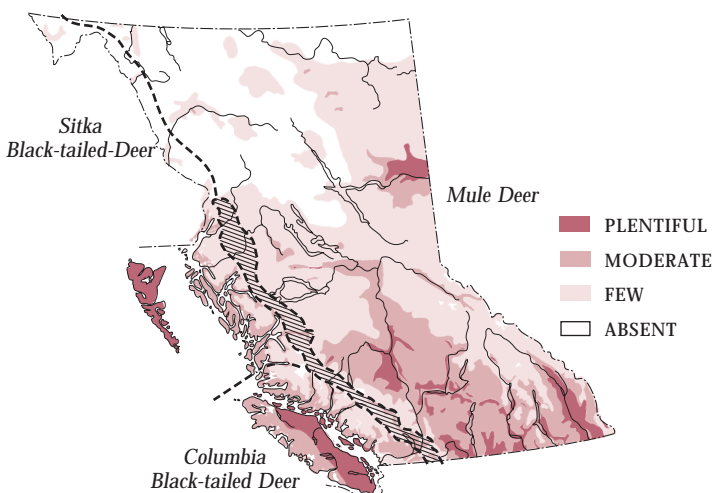 Sitka
Black-tailed-Deer
Mule Deer
PLENTIFUL
MODERATE
FEW
ABSENT
Columbia
Black-tailed Deer